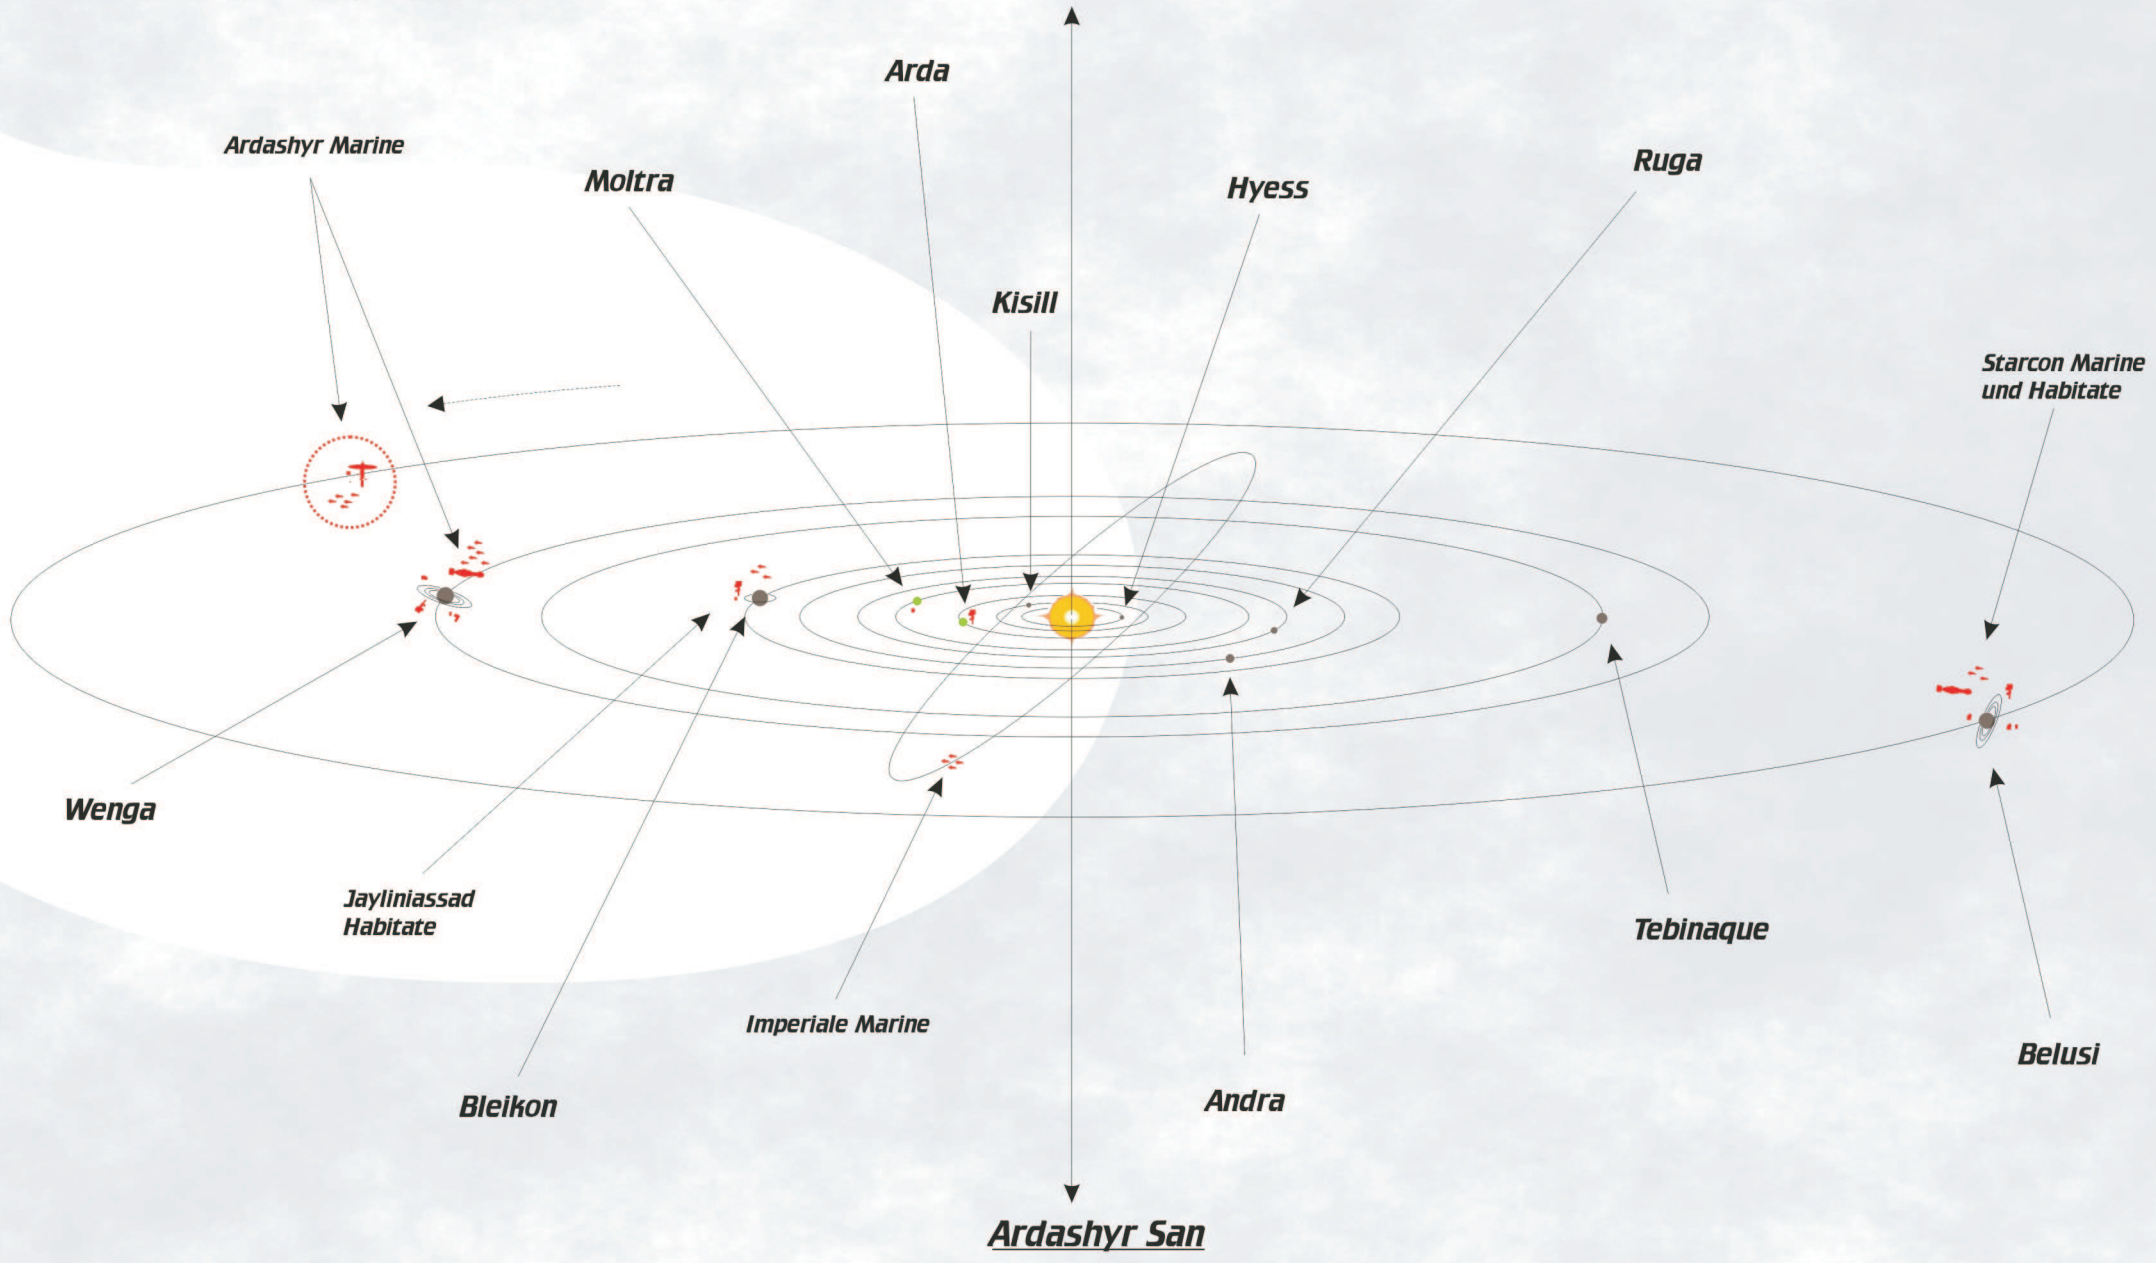 Arda
Ardashyr Marine
Moltra
Hyess
Ruga
Kisill
Starcon Marine
und Habitate
Wenga
Jayliniassad
Habitate
Tebinaque
Imperiale Marine
Belusi
Bleikon
Andra
Ardashyr San